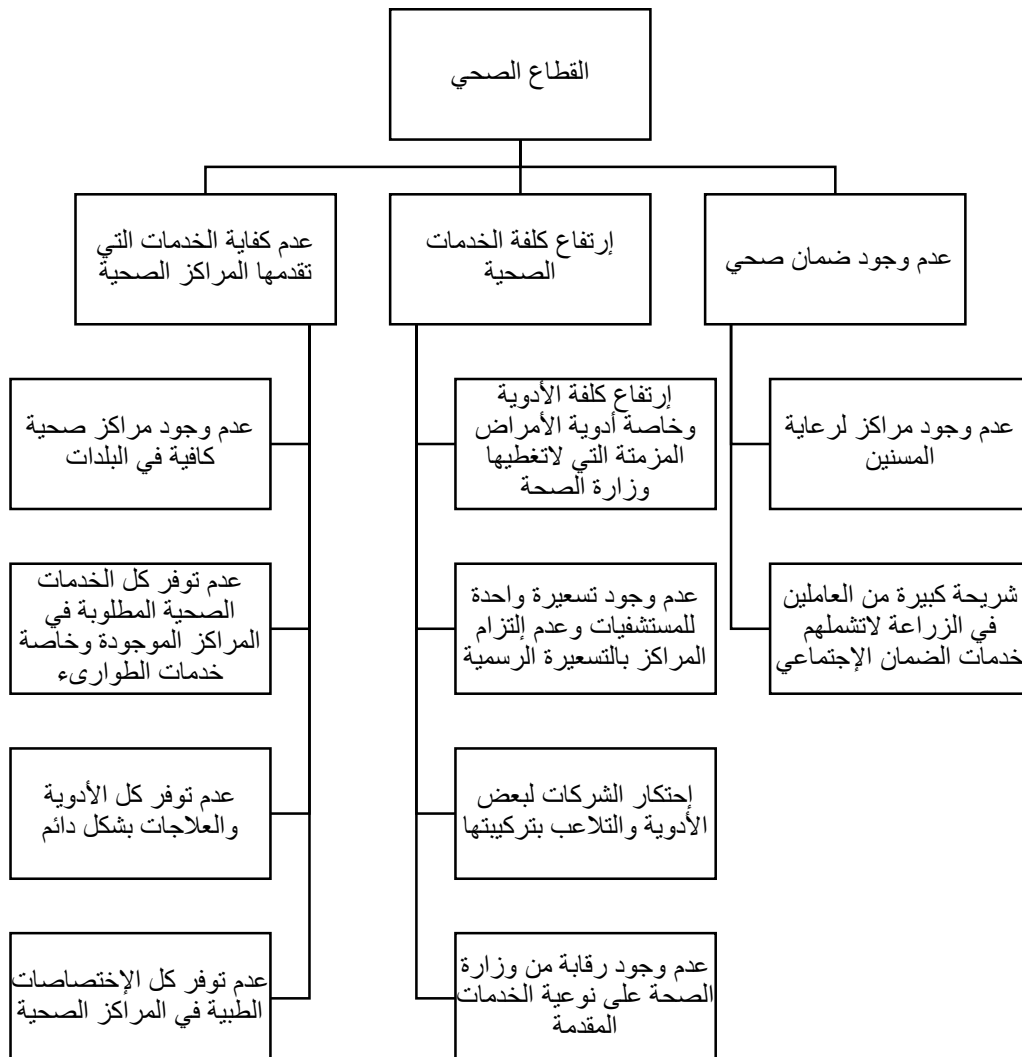 القطاع الصحي
عدم وجود ضمان صحي
عدم وجود مراكز لرعاية
المسنين
شريحة كبيرة من العاملين
في الزراعة لاتشملهم
خدمات الضمان الإجتماعي
إرتفاع كلفة الخدمات
الصحية
إرتفاع كلفة الأدوية
وخاصة أدوية الأمراض
المزمتة التي لاتغطيها
وزارة الصحة
عدم وجود تسعيرة واحدة
للمستشفيات وعدم إلتزام
المراكز بالتسعيرة الرسمية
إحتكار الشركات لبعض
الأدوية والتلاعب بتركيبتها
عدم وجود رقابة من وزارة
الصحة على نوعية الخدمات
المقدمة
عدم كفاية الخدمات التي
تقدمها المراكز الصحية
عدم وجود مراكز صحية
كافية في البلدات
عدم توفر كل الخدمات
الصحية المطلوبة في
المراكز الموجودة وخاصة
خدمات الطوارىء
عدم توفر كل الأدوية
والعلاجات بشكل دائم
عدم توفر كل الإختصاصات
الطبية في المراكز الصحية